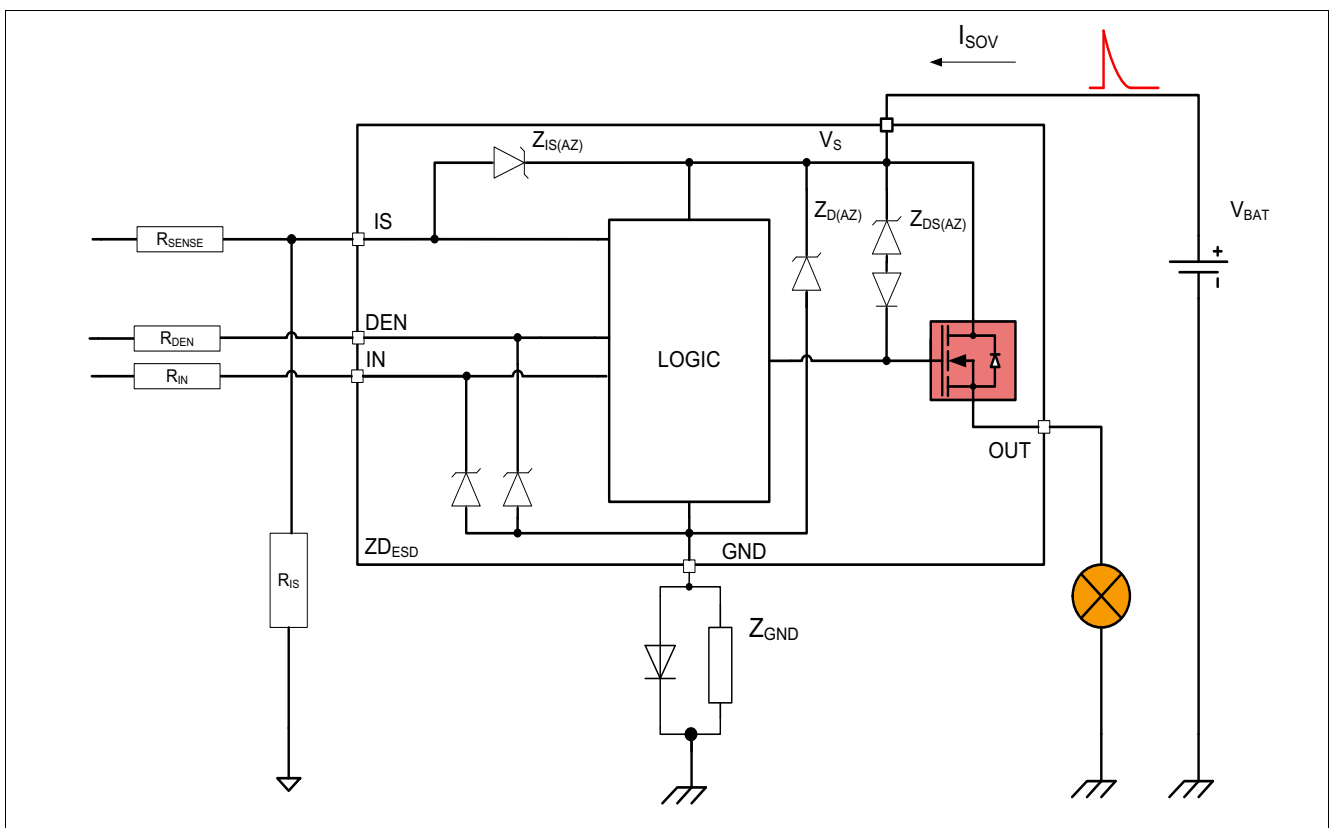 I_SOV
Z_IS(AZ)
V_S
Z_D(AZ)
Z_DS(AZ)
V_BAT
+
-
IS
R_SENSE
DEN
R_DEN
IN
R_IN
LOGIC
OUT
ZD_ESD
GND
R_IS
Z_GND